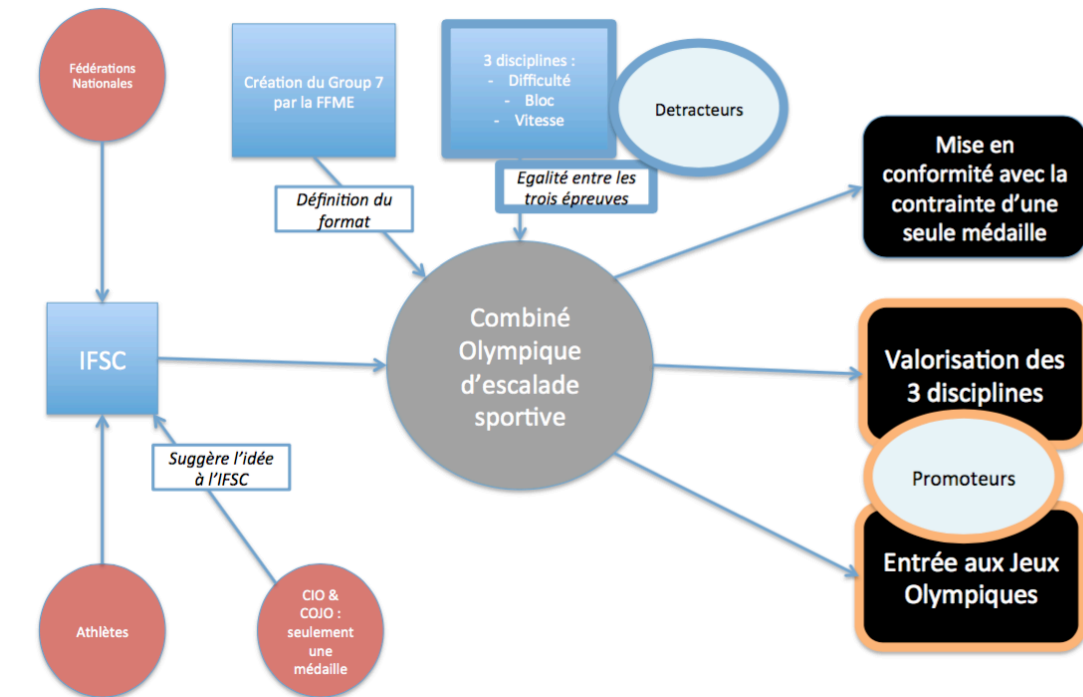 Fédérations
Nationales
Création du Group 7
par la FFME
3 disciplines :
- Difficulté
- Bloc
- Vitesse
Detracteurs
Mise en
conformité avec la
contrainte d'une
seule médaille
Définition du
format
Egalité entre les
trois épreuves
IFSC
Combiné
Olympique
d'escalade
sportive
Valorisation des
3 disciplines
Suggère l'idée
à l'IFSC
Promoteurs
Athlètes
CIO &
COJO :
seulement
une
médaille
Entrée aux Jeux
Olympiques